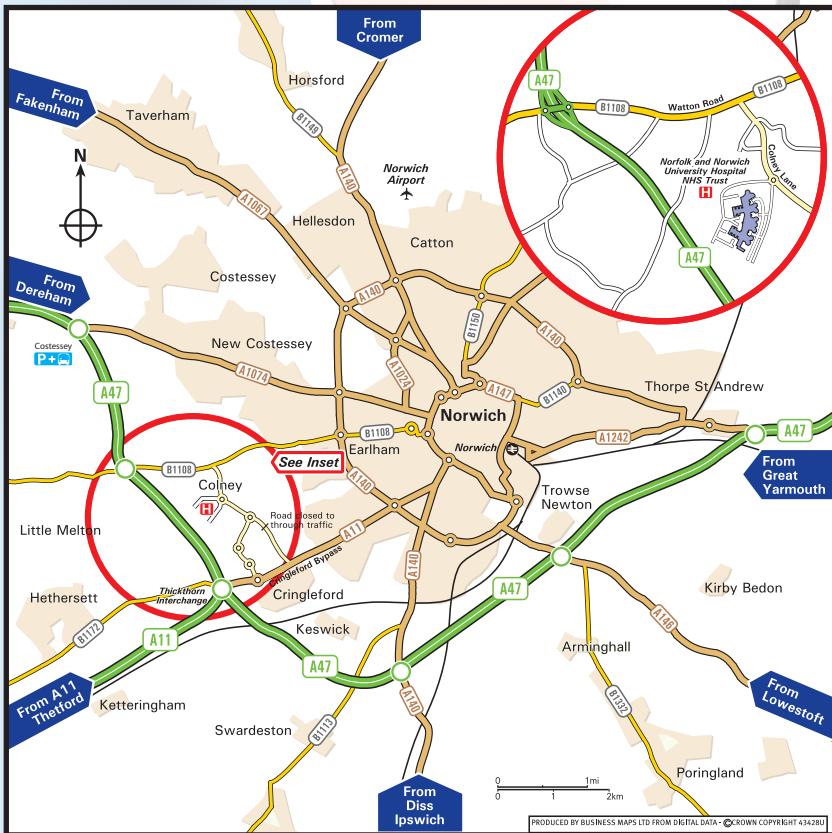 From
Cromer
From
Fakenham
Horsford
Taverham
B1149
A47
B1108
Watton Road
B1108
Norfolk and Norwich
University Hospital
NHS Trust
H
Colney Lane
A47
N
Norwich
Airport
A140
A1067
Hellesdon
Catton
From
Dereham
Costessey
A140
B1150
A140
Costessey
P+
New Costessey
A1074
A1024
A147
B1140
Thorpe St Andrew
A47
Norwich
B1108
Earlham
Norwich
A1242
A47
See Inset
From
Great
Yarmouth
B1108
Colney
H
A140
Trowse
Newton
Little Melton
Road closed to
through traffic
A11
Cringleford Bypass
A140
A47
Hethersett
Thickthorn
Interchange
Cringleford
Kirby Bedon
B1172
A11
Keswick
A47
A146
Arminghall
From A11
Thetford
Ketteringham
A140
B1332
From
Lowestoft
Swardeston
B1113
Poringland
From
Diss
Ipswich
0 1mi
0 1 2km
PRODUCED BY BUSINESS MAPS LTD FROM DIGITAL DATA - ©CROWN COPYRIGHT 43428U